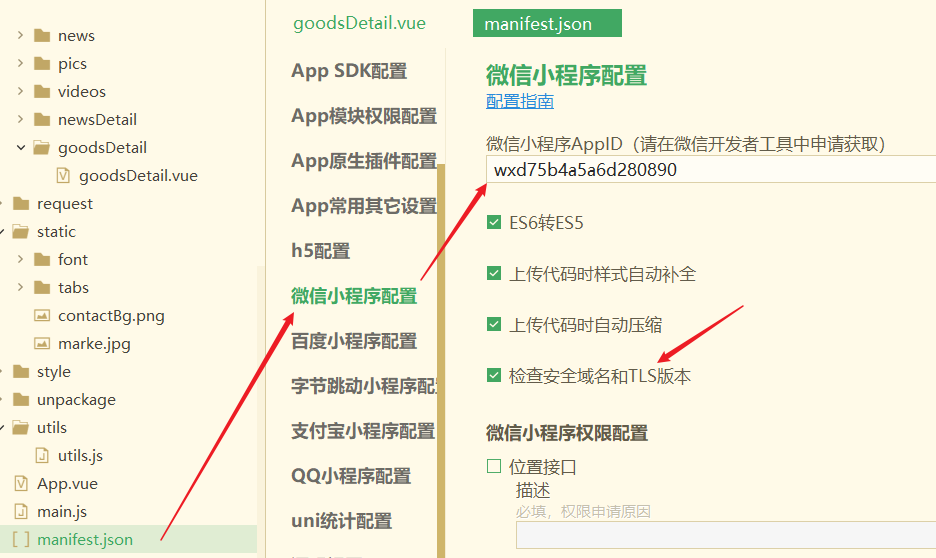 news
pics
videos
newsDetail
goodsDetail
goodsDetail.vue
request
static
font
tabs
contactBg.png
marke.jpg
style
unpackage
utils
utils.js
App.vue
main.js
manifest.json
goodsDetail.vue
manifest.json
App SDK配置
App模块权限配置
App原生插件配置
App常用其它设置
h5配置
微信小程序配置
百度小程序配置
字节跳动小程序配
支付宝小程序配置
QQ小程序配置
uni统计配置
微信小程序配置
配置指南
微信小程序AppID（请在微信开发者工具中申请获取）
wxd75b4a5a6d280890
ES6转ES5
上传代码时样式自动补全
上传代码时自动压缩
检查安全域名和TLS版本
微信小程序权限配置
位置接口
描述
必填，权限申请原因